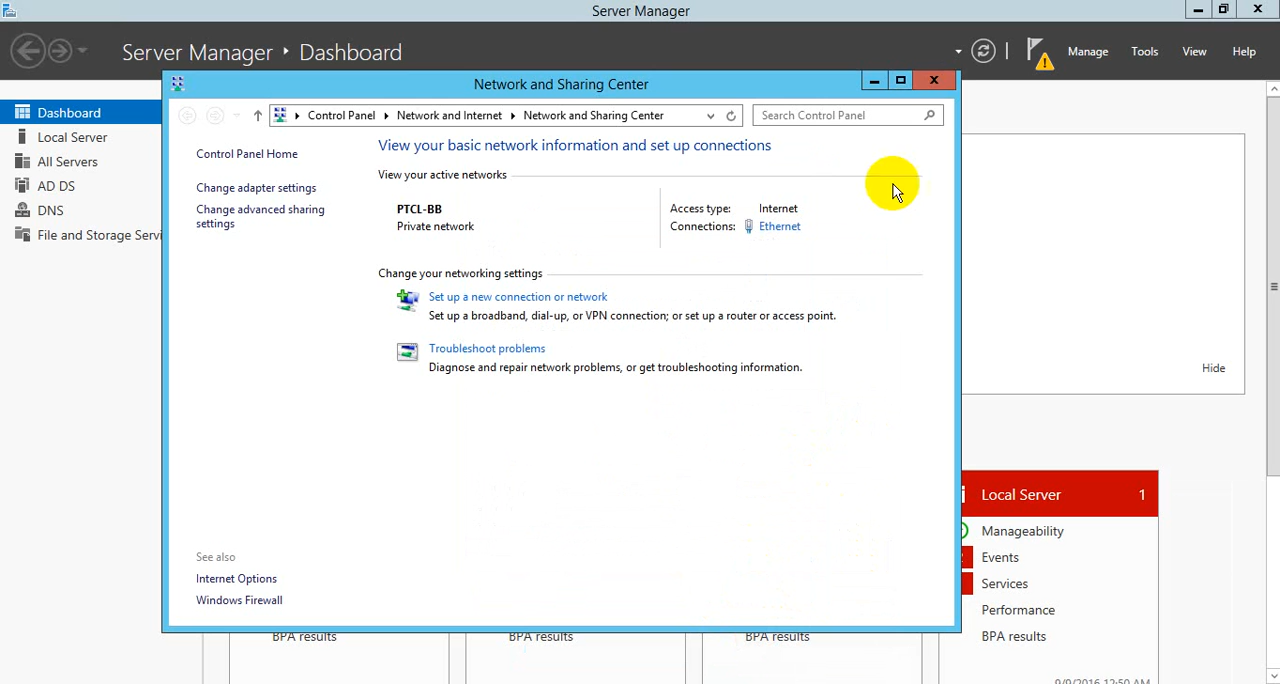 Server Manager
Server Manager ‣ Dashboard
Manage Tools View Help
Dashboard
Local Server
All Servers
AD DS
DNS
File and Storage Servi
Network and Sharing Center
Control Panel ‣ Network and Internet ‣ Network and Sharing Center
Search Control Panel
Control Panel Home
Change adapter settings
Change advanced sharing
settings
See also
Internet Options
Windows Firewall
View your basic network information and set up connections
View your active networks
PTCL-BB
Private network
Access type: Internet
Connections: Ethernet
Change your networking settings
Set up a new connection or network
Set up a broadband, dial-up, or VPN connection; or set up a router or access point.
Troubleshoot problems
Diagnose and repair network problems, or get troubleshooting information.
Hide
Local Server 1
Manageability
Events
Services
Performance
BPA results
BPA results
BPA results
BPA results
9/9/2016 12:50 AM